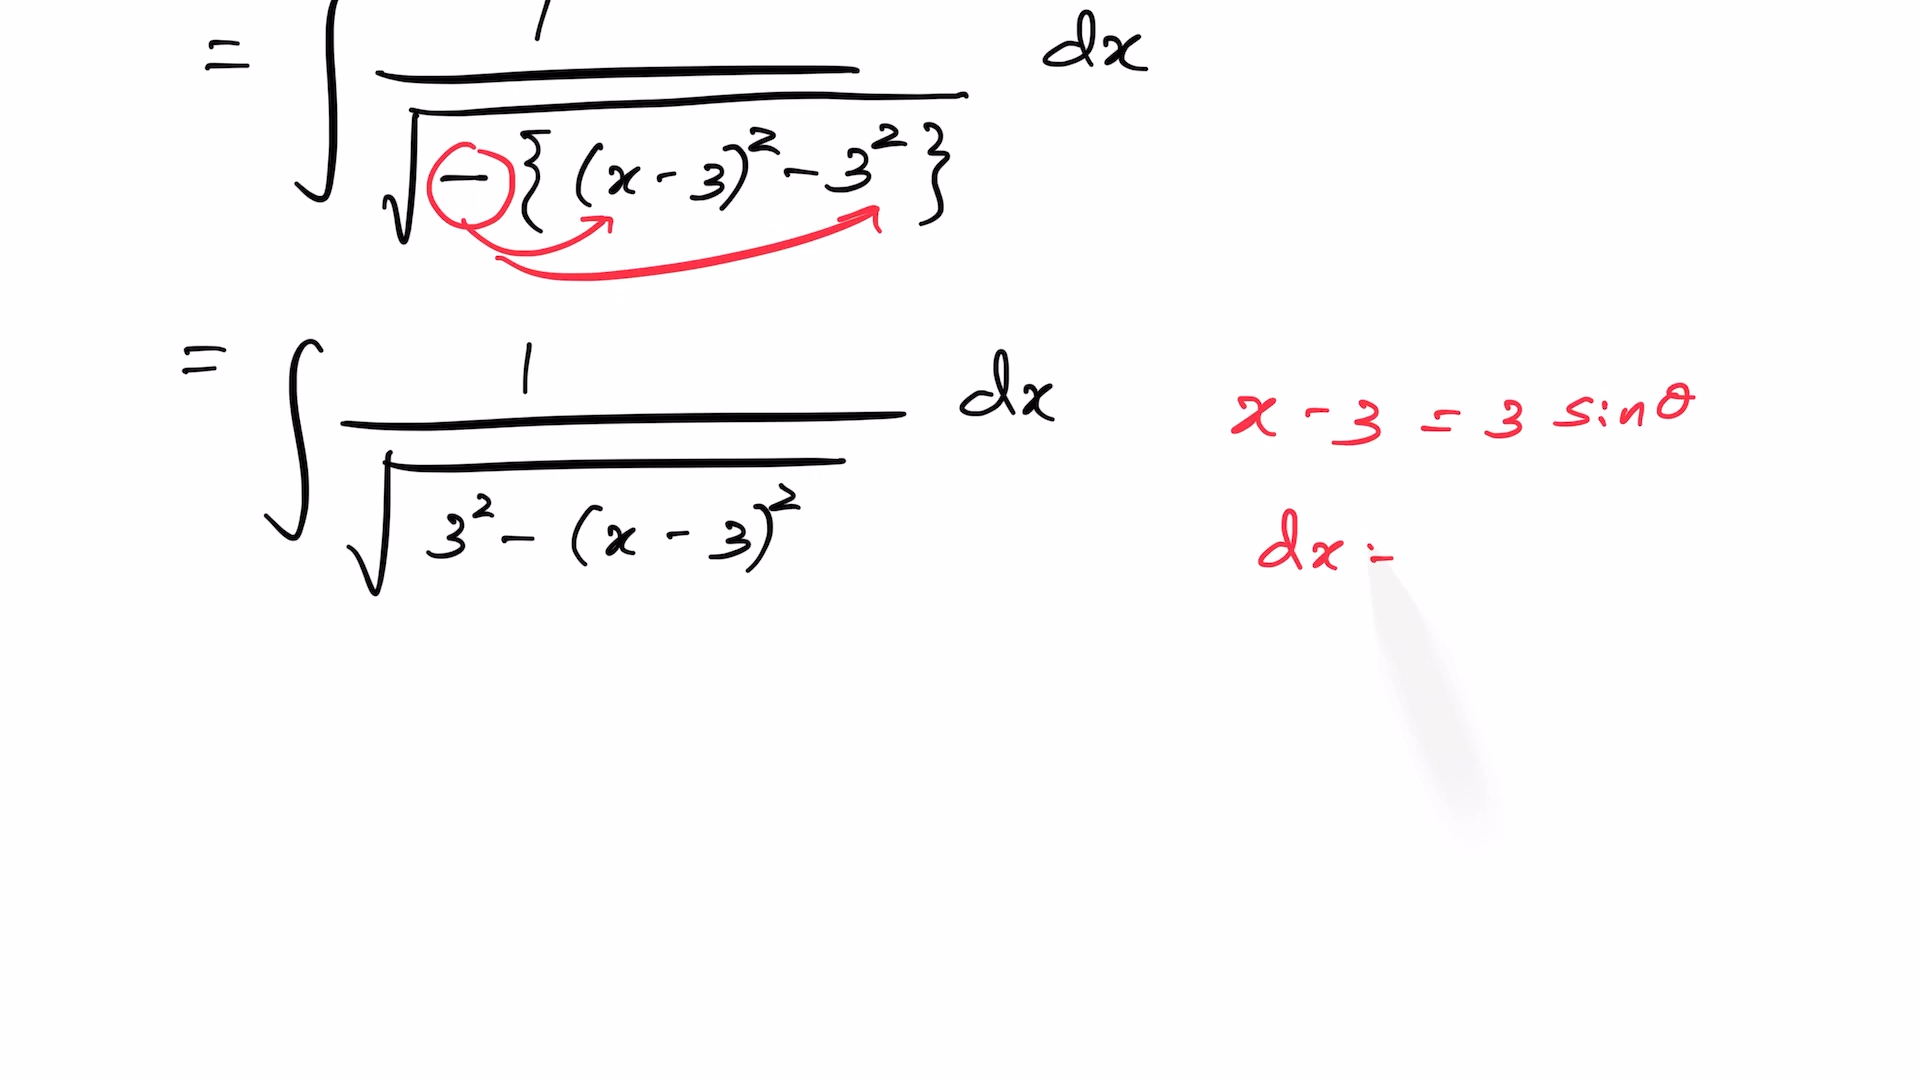 = ∫ 1 / √(-{(x-3)² - 3²}) dx
= ∫ 1 / √(3² - (x-3)²) dx
x - 3 = 3 sinθ
dx =